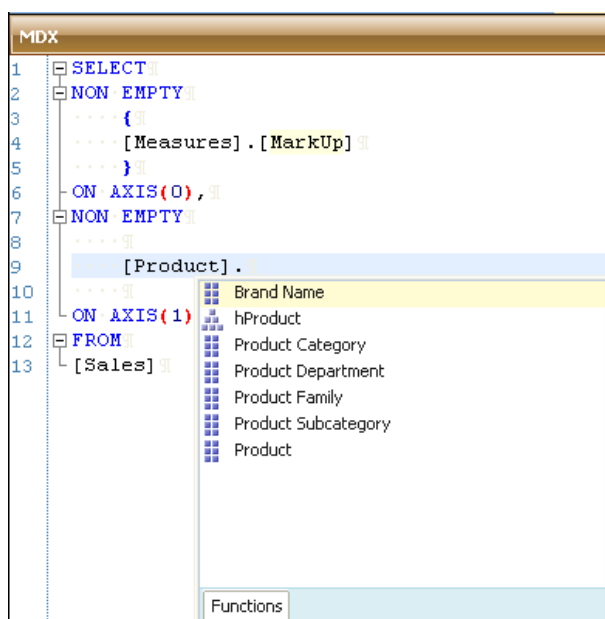 MDX
1 SELECT
2 NON EMPTY
3 {
4 [Measures].[MarkUp]
5 }
6 ON AXIS(0),
7 NON EMPTY
8
9 [Product].
10
11 ON AXIS(1)
12 FROM
13 [Sales]
Brand Name
hProduct
Product Category
Product Department
Product Family
Product Subcategory
Product
Functions